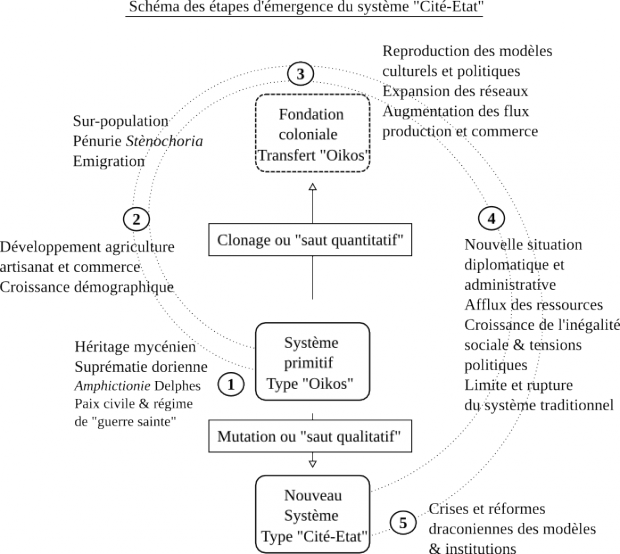 Schéma des étapes d'émergence du système "Cité-Etat"
3
Reproduction des modèles
culturels et politiques
Expansion des réseaux
Augmentation des flux
production et commerce
Fondation
coloniale
Transfert "Oikos"
Sur-population
Pénurie Stènochoria
Emigration
2
4
Clonage ou "saut quantitatif"
Développement agriculture
artisanat et commerce
Croissance démographique
Nouvelle situation
diplomatique et
administrative
Afflux des ressources
Croissance de l'inégalité
sociale & tensions
politiques
Limite et rupture
du système traditionnel
Héritage mycénien
Suprématie dorienne
Amphictionie Delphes
Paix civile & régime
de "guerre sainte"
1
Système
primitif
Type "Oikos"
Mutation ou "saut qualitatif"
Nouveau
Système
Type "Cité-Etat"
5
Crises et réformes
draconiennes des modèles
& institutions